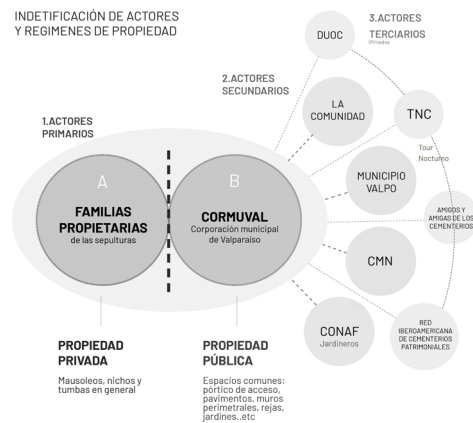 INDETIFICACIÓN DE ACTORES
Y REGIMENES DE PROPIEDAD
3.ACTORES
TERCIARIOS
(Privados
DUOC
2.ACTORES
SECUNDARIOS
LA
COMUNIDAD
TNC
Tour
Nocturno
1.ACTORES
PRIMARIOS
MUNICIPIO
VALPO
A
FAMILIAS
PROPIETARIAS
de las sepulturas
B
CORMUVAL
Corporación municipal
de Valparaíso
AMIGOS Y
AMIGAS DE LOS
CEMENTERIOS
CMN
CONAF
Jardineros
RED
IBEROAMERICANA
DE CEMENTERIOS
PATRIMONIALES
PROPIEDAD
PRIVADA
Mausoleos, nichos y
tumbas en general
PROPIEDAD
PÚBLICA
Espacios comunes:
pórtico de acceso,
pavimentos, muros
perimetrales, rejas,
jardines..etc